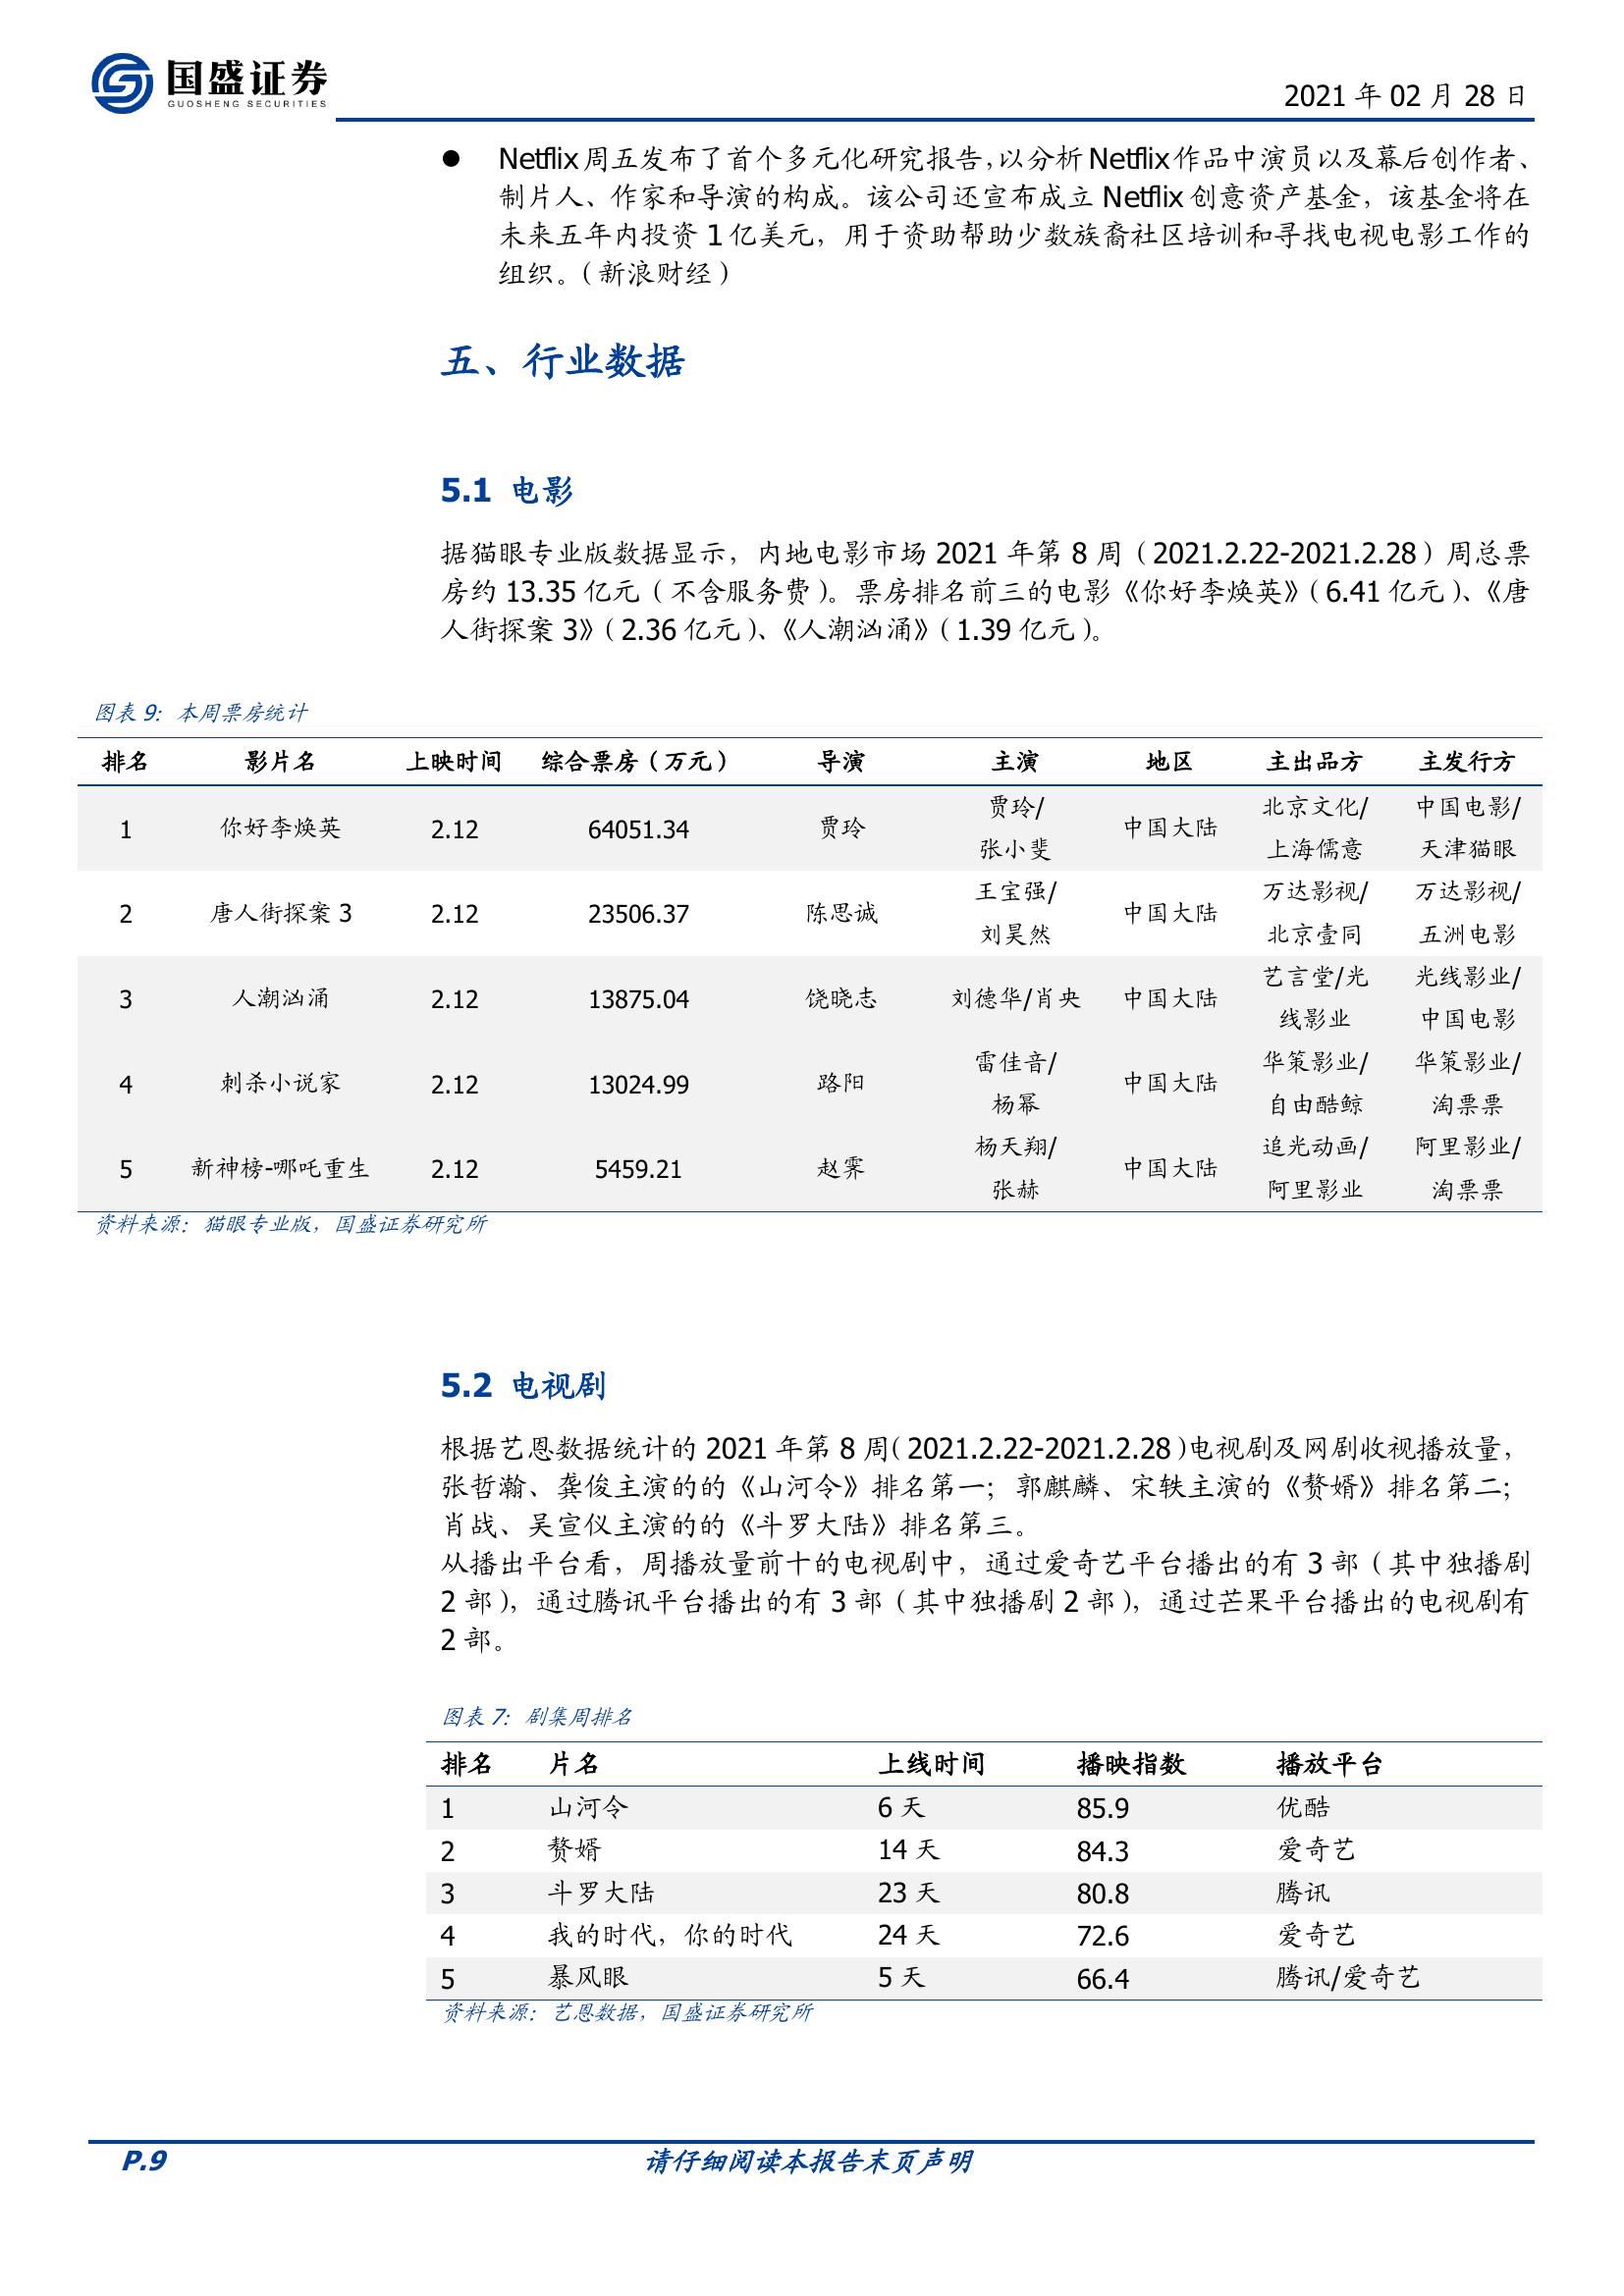 国盛证券
GUOSHENG SECURITIES
2021 年 02 月 28 日
● Netflix 周五发布了首个多元化研究报告，以分析 Netflix 作品中演员以及幕后创作者、
制片人、作家和导演的构成。该公司还宣布成立 Netflix 创意资产基金，该基金将在
未来五年内投资 1 亿美元，用于资助帮助少数族裔社区培训和寻找电视电影工作的
组织。（新浪财经）
五、行业数据
5.1 电影
据猫眼专业版数据显示，内地电影市场 2021 年第 8 周（2021.2.22-2021.2.28）周总票
房约 13.35 亿元（不含服务费）。票房排名前三的电影《你好李焕英》（6.41 亿元）、《唐
人街探案 3》（2.36 亿元）、《人潮汹涌》（1.39 亿元）。
图表 9：本周票房统计
排名 影片名 上映时间 综合票房（万元） 导演 主演 地区 主出品方 主发行方
1 你好李焕英 2.12 64051.34 贾玲 贾玲/ 中国大陆 北京文化/ 中国电影/
张小斐 上海儒意 天津猫眼
2 唐人街探案 3 2.12 23506.37 陈思诚 王宝强/ 中国大陆 万达影视/ 万达影视/
刘昊然 北京壹同 五洲电影
3 人潮汹涌 2.12 13875.04 饶晓志 刘德华/肖央 中国大陆 艺言堂/光 光线影业/
线影业 中国电影
4 刺杀小说家 2.12 13024.99 路阳 雷佳音/ 中国大陆 华策影业/ 华策影业/
杨幂 自由酷鲸 淘票票
5 新神榜-哪吒重生 2.12 5459.21 赵霁 杨天翔/ 中国大陆 追光动画/ 阿里影业/
张赫 阿里影业 淘票票
资料来源：猫眼专业版，国盛证券研究所
5.2 电视剧
根据艺恩数据统计的 2021 年第 8 周（2021.2.22-2021.2.28）电视剧及网剧收视播放量，
张哲瀚、龚俊主演的的《山河令》排名第一；郭麒麟、宋轶主演的《赘婿》排名第二；
肖战、吴宣仪主演的的《斗罗大陆》排名第三。
从播出平台看，周播放量前十的电视剧中，通过爱奇艺平台播出的有 3 部（其中独播剧
2 部），通过腾讯平台播出的有 3 部（其中独播剧 2 部），通过芒果平台播出的电视剧有
2 部。
图表 7：剧集周排名
排名 片名 上线时间 播映指数 播放平台
1 山河令 6 天 85.9 优酷
2 赘婿 14 天 84.3 爱奇艺
3 斗罗大陆 23 天 80.8 腾讯
4 我的时代，你的时代 24 天 72.6 爱奇艺
5 暴风眼 5 天 66.4 腾讯/爱奇艺
资料来源：艺恩数据，国盛证券研究所
P.9 请仔细阅读本报告末页声明